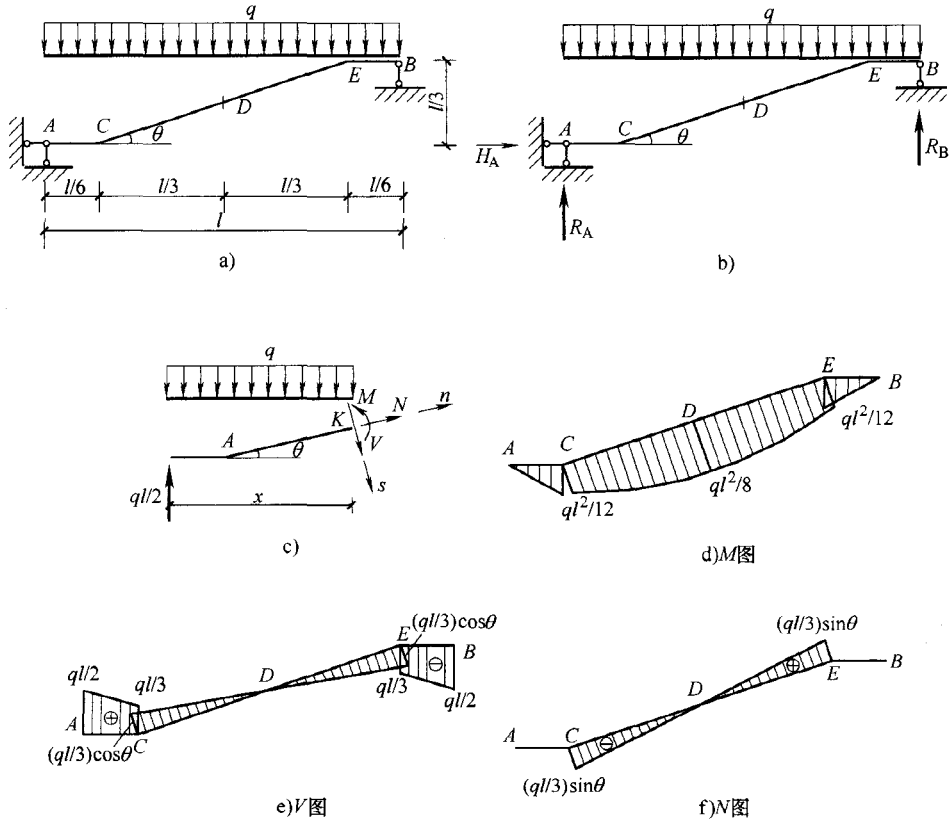 q
E
B
D
A
C
θ
l/3
l/6
l/3
l/3
l/6
l
a)
q
E
B
D
A
C
θ
H_A
R_B
R_A
b)
q
M
N
n
K
A
θ
V
s
ql/2
x
c)
E
B
D
A
C
ql²/12
ql²/8
ql²/12
d)M图
(ql/3)cosθ
E
B
D
ql/2
ql/3
ql/3
ql/2
A
⊕
⊖
C
(ql/3)cosθ
e)V图
(ql/3)sinθ
⊕
E
B
D
A
C
⊖
(ql/3)sinθ
f)N图